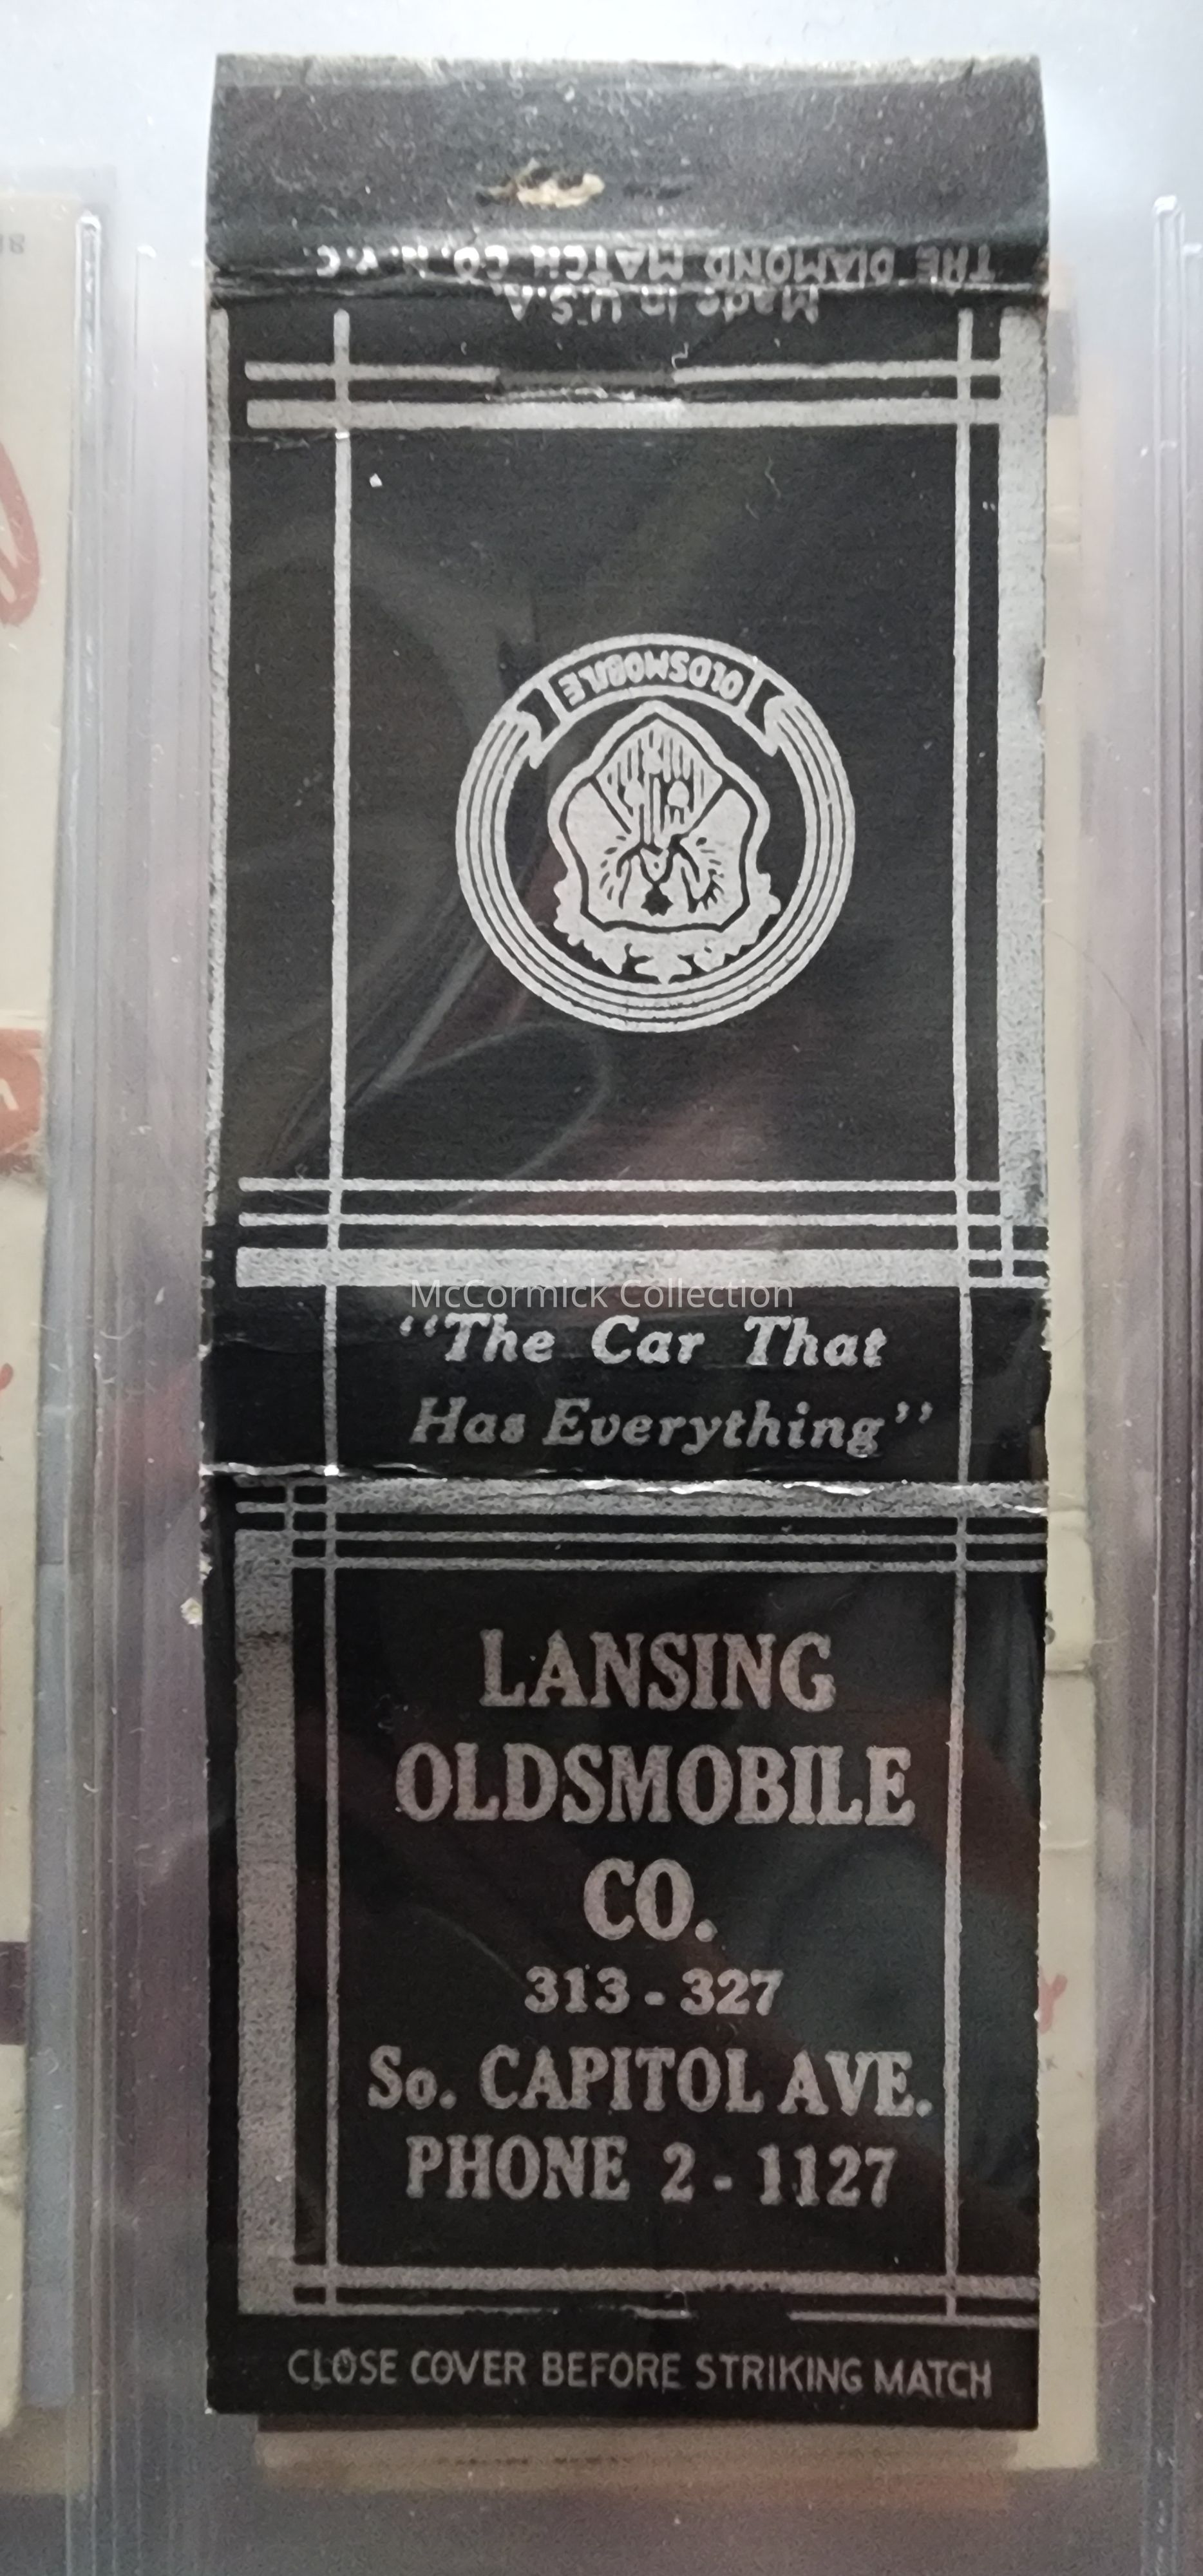 THE DIAMOND MATCH CO. N.Y.C.
Made in U.S.A.
OLDSMOBILE
McCormick Collection
“The Car That
Has Everything”
LANSING
OLDSMOBILE
CO.
313 - 327
So. CAPITOL AVE.
PHONE 2 - 1127
CLOSE COVER BEFORE STRIKING MATCH